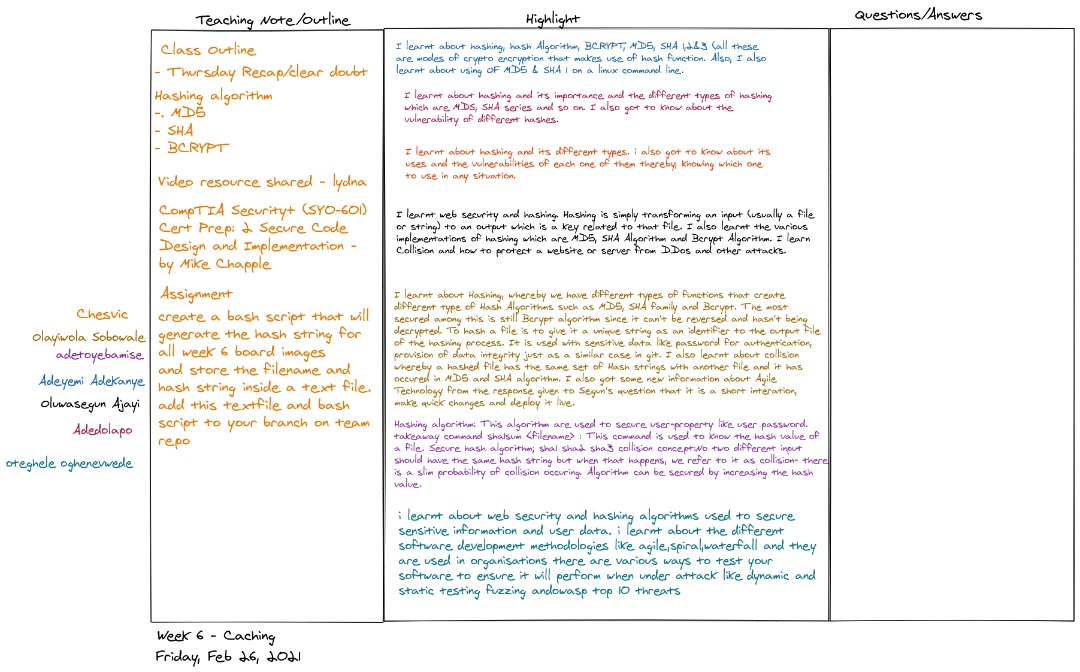 Teaching Note/Outline
Highlight
Questions/Answers
Class Outline
- Thursday Recap/clear doubt
Hashing algorithm
-. MD5
- SHA
- BCRYPT
Video resource shared - lydna
CompTIA Security+ (SY0-601)
Cert Prep: 2 Secure Code
Design and Implementation -
by Mike Chapple
Assignment
create a bash script that will
generate the hash string for
all week 6 board images
and store the filename and
hash string inside a text file.
add this textfile and bash
script to your branch on team
repo
Chesvic
Olayiwola Sobowale
adetoyebamise
Adeyemi Adekanye
Oluwasegun Ajayi
Adedolapo
oteghele oghenevwede
I learnt about hashing, hash Algorithm, BCRYPT, MD5, SHA 1,2&3 (all these
are modes of crypto encryption that makes use of hash function. Also, I also
learnt about using OF MD5 & SHA 1 on a linux command line.
I learnt about hashing and its importance and the different types of hashing
which are MD5, SHA series and so on. I also got to know about the
vulnerability of different hashes.
I learnt about hashing and its different types. i also got to know about its
uses and the vulnerabilities of each one of them thereby, knowing which one
to use in any situation.
I learnt web security and hashing. Hashing is simply transforming an input (usually a file
or string) to an output which is a key related to that file. I also learnt the various
implementations of hashing which are MD5, SHA Algorithm and Bcrypt Algorithm. I learn
Collision and how to protect a website or server from DDos and other attacks.
I learnt about Hashing, whereby we have different types of functions that create
different type of Hash Algorithms such as MD5, SHA family and Bcrypt. The most
secured among this is still Bcrypt algorithm since it can't be reversed and hasn't being
decrypted. To hash a file is to give it a unique string as an identifier to the output file
of the hashing process. It is used with sensitive data like password for authentication,
provision of data integrity just as a similar case in git. I also learnt about collision
whereby a hashed file has the same set of Hash strings with another file and it has
occured in MD5 and SHA algorithm. I also got some new information about Agile
Technology from the response given to Segun's question that it is a short interation,
make quick changes and deploy it live.
Hashing algorithm: This algorithm are used to secure user-property like user password.
takeaway command sha1sum <filename> : This command is used to know the hash value of
a file. Secure hash algorithm; sha1 sha2 sha3 collision concept:No two different input
should have the same hash string but when that happens, we refer to it as collision- there
is a slim probability of collision occuring. Algorithm can be secured by increasing the hash
value.
i learnt about web security and hashing algorithms used to secure
sensitive information and user data. i learnt about the different
software development methodologies like agile,spiral,waterfall and they
are used in organisations there are various ways to test your
software to ensure it will perform when under attack like dynamic and
static testing fuzzing andowasp top 10 threats
Week 6 - Caching
Friday, Feb 26, 2021